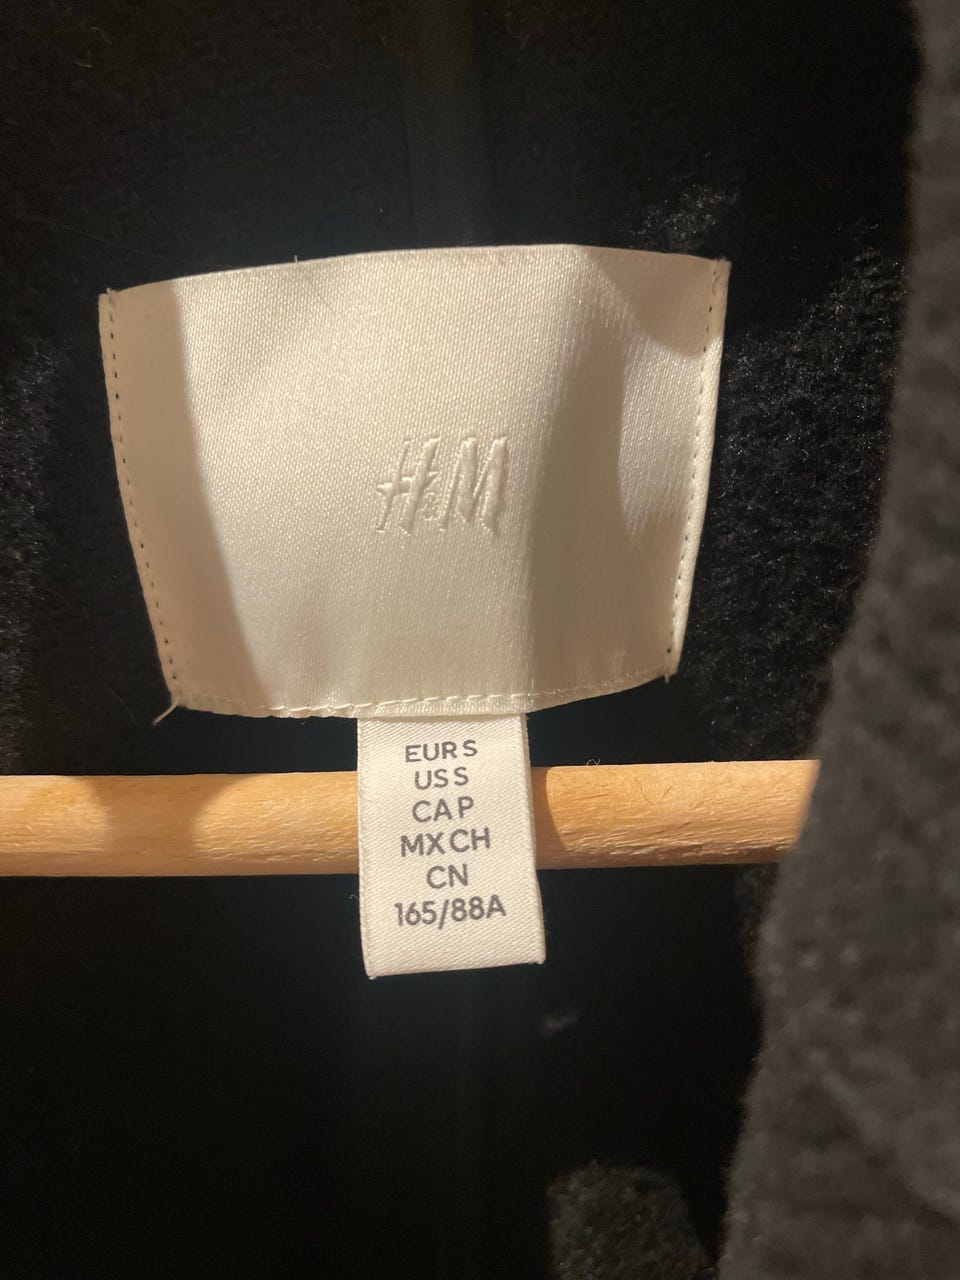 H&M
EUR S
US S
CA P
MX CH
CN
165/88A